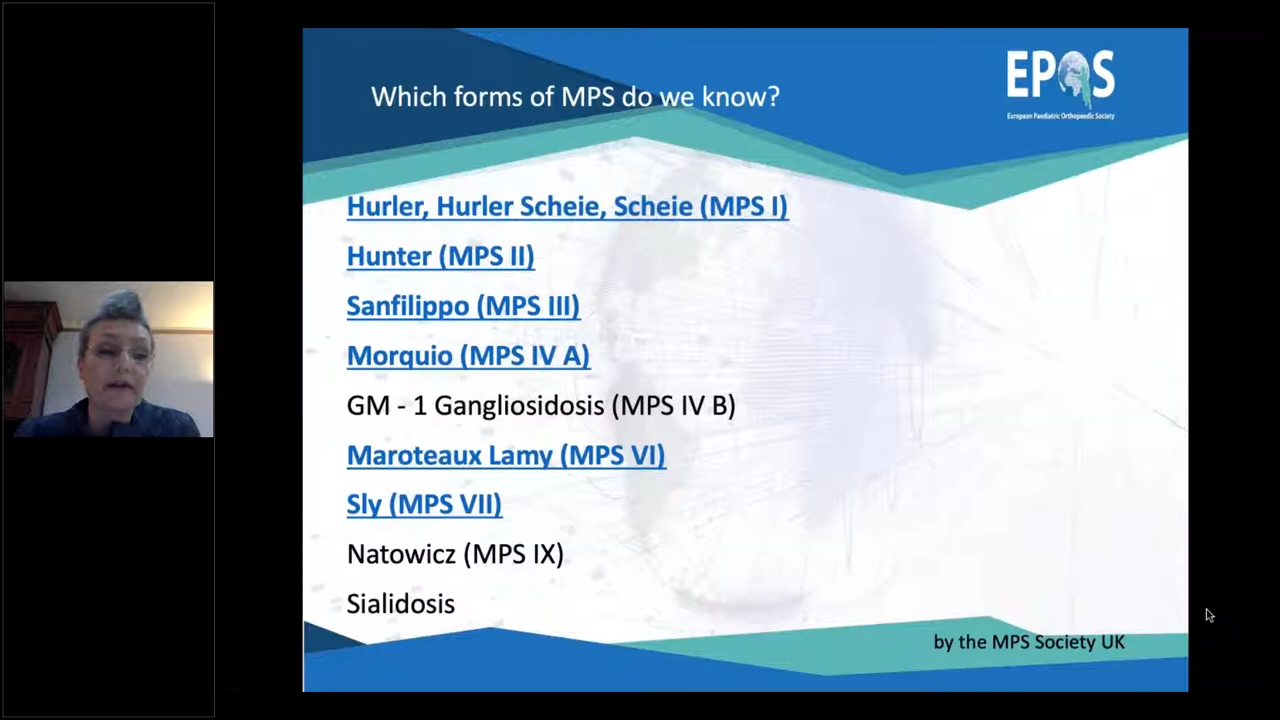 Which forms of MPS do we know?
EPOS
European Paediatric Orthopaedic Society
Hurler, Hurler Scheie, Scheie (MPS I)
Hunter (MPS II)
Sanfilippo (MPS III)
Morquio (MPS IV A)
GM - 1 Gangliosidosis (MPS IV B)
Maroteaux Lamy (MPS VI)
Sly (MPS VII)
Natowicz (MPS IX)
Sialidosis
by the MPS Society UK